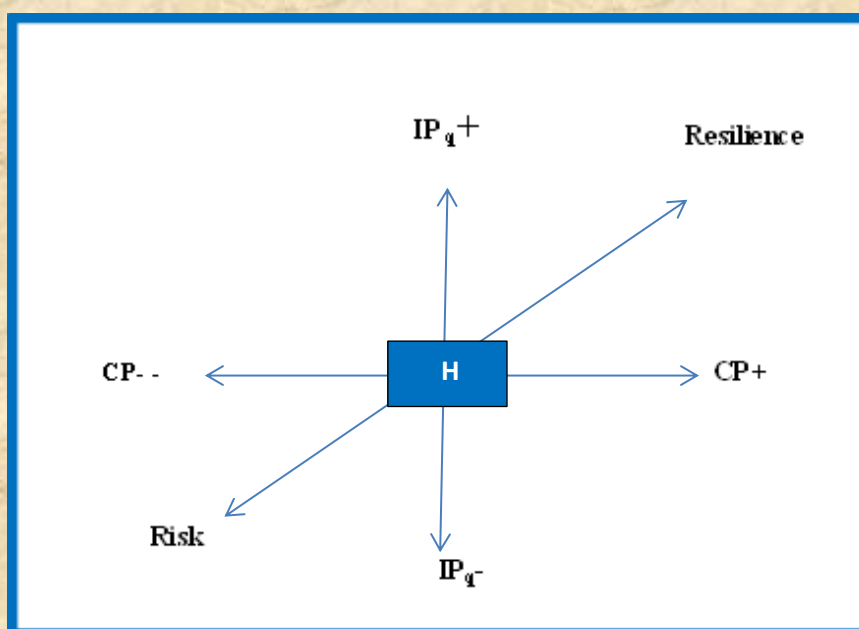 IPq+
Resilience
CP- -
H
CP+
Risk
IPq-